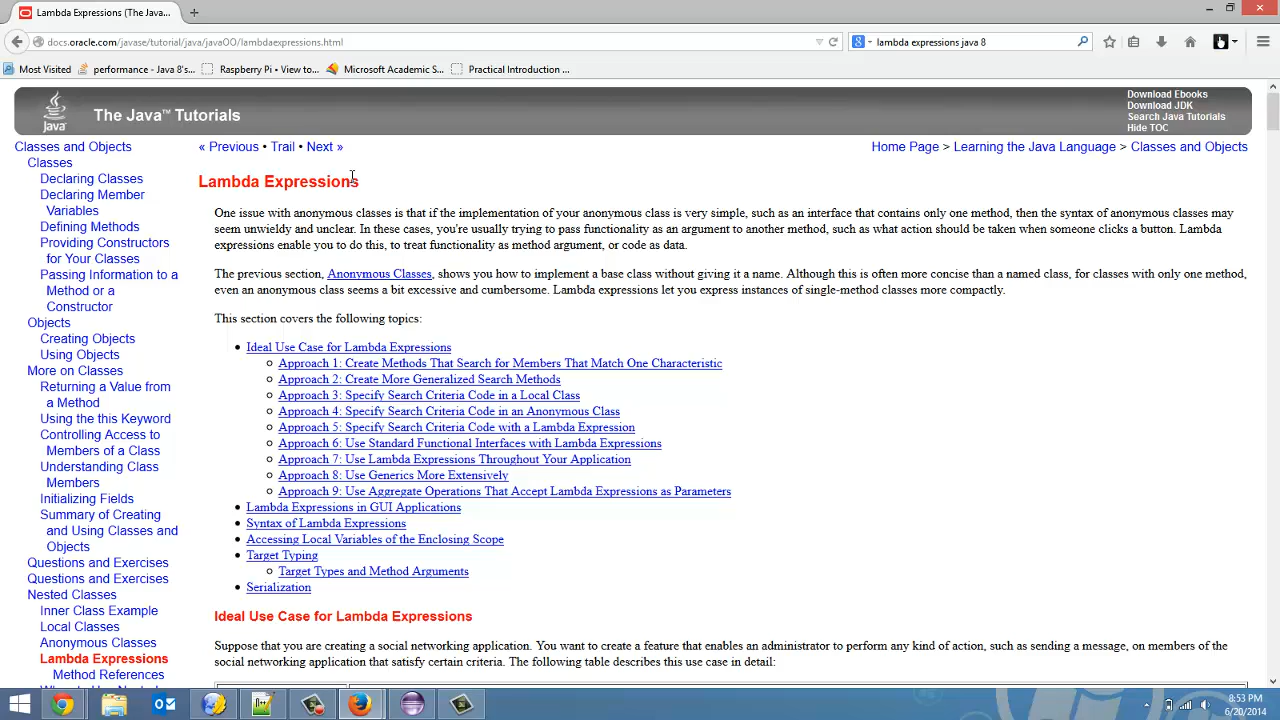 Lambda Expressions (The Java...
docs.oracle.com/javase/tutorial/java/javaOO/lambdaexpressions.html
lambda expressions java 8
Most Visited
performance - Java 8's...
Raspberry Pi • View to...
Microsoft Academic S...
Practical Introduction ...
Java
The Java™ Tutorials
Download Ebooks
Download JDK
Search Java Tutorials
Hide TOC
« Previous • Trail • Next »
Home Page > Learning the Java Language > Classes and Objects
Classes and Objects
Classes
Declaring Classes
Declaring Member
Variables
Defining Methods
Providing Constructors
for Your Classes
Passing Information to a
Method or a
Constructor
Objects
Creating Objects
Using Objects
More on Classes
Returning a Value from
a Method
Using the this Keyword
Controlling Access to
Members of a Class
Understanding Class
Members
Initializing Fields
Summary of Creating
and Using Classes and
Objects
Questions and Exercises
Questions and Exercises
Nested Classes
Inner Class Example
Local Classes
Anonymous Classes
Lambda Expressions
Method References
Lambda Expressions
One issue with anonymous classes is that if the implementation of your anonymous class is very simple, such as an interface that contains only one method, then the syntax of anonymous classes may
seem unwieldy and unclear. In these cases, you're usually trying to pass functionality as an argument to another method, such as what action should be taken when someone clicks a button. Lambda
expressions enable you to do this, to treat functionality as method argument, or code as data.
The previous section, Anonymous Classes, shows you how to implement a base class without giving it a name. Although this is often more concise than a named class, for classes with only one method,
even an anonymous class seems a bit excessive and cumbersome. Lambda expressions let you express instances of single-method classes more compactly.
This section covers the following topics:
• Ideal Use Case for Lambda Expressions
o Approach 1: Create Methods That Search for Members That Match One Characteristic
o Approach 2: Create More Generalized Search Methods
o Approach 3: Specify Search Criteria Code in a Local Class
o Approach 4: Specify Search Criteria Code in an Anonymous Class
o Approach 5: Specify Search Criteria Code with a Lambda Expression
o Approach 6: Use Standard Functional Interfaces with Lambda Expressions
o Approach 7: Use Lambda Expressions Throughout Your Application
o Approach 8: Use Generics More Extensively
o Approach 9: Use Aggregate Operations That Accept Lambda Expressions as Parameters
• Lambda Expressions in GUI Applications
• Syntax of Lambda Expressions
• Accessing Local Variables of the Enclosing Scope
• Target Typing
o Target Types and Method Arguments
• Serialization
Ideal Use Case for Lambda Expressions
Suppose that you are creating a social networking application. You want to create a feature that enables an administrator to perform any kind of action, such as sending a message, on members of the
social networking application that satisfy certain criteria. The following table describes this use case in detail:
8:53 PM
6/20/2014